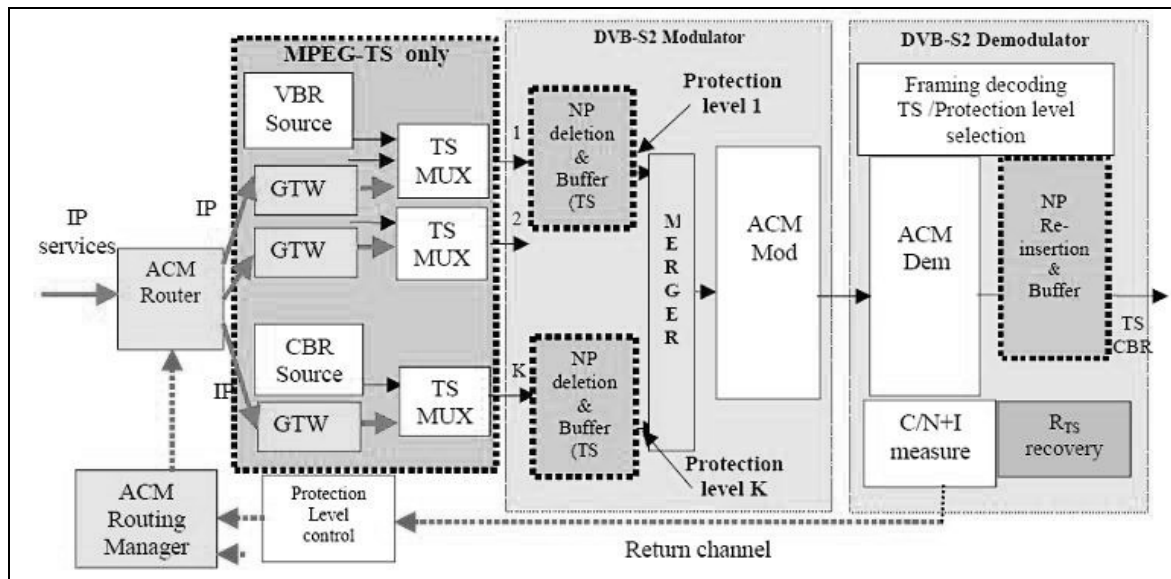 MPEG-TS only
VBR
Source
TS
MUX
GTW
GTW
TS
MUX
CBR
Source
GTW
TS
MUX
IP
services
ACM
Router
IP
IP
ACM
Routing
Manager
Protection
Level
control
DVB-S2 Modulator
1
2
K
NP
deletion
&
Buffer
(TS
Protection
level 1
NP
deletion
&
Buffer
(TS
Protection
level K
M
E
R
G
E
R
ACM
Mod
DVB-S2 Demodulator
Framing decoding
TS /Protection level
selection
ACM
Dem
NP
Re-
insertion
&
Buffer
TS
CBR
C/N+I
measure
RTS
recovery
Return channel